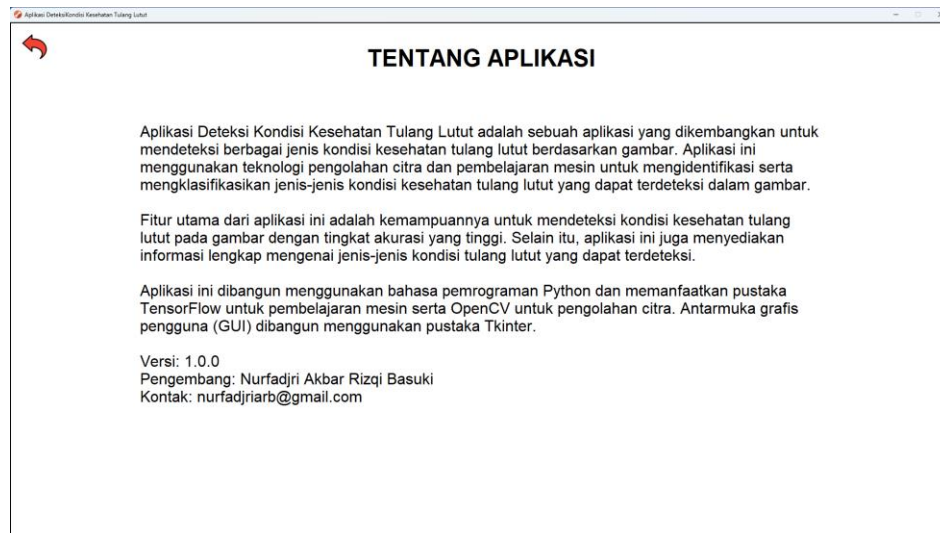 Aplikasi DeteksiKondisi Kesehatan Tulang Lutut
TENTANG APLIKASI
Aplikasi Deteksi Kondisi Kesehatan Tulang Lutut adalah sebuah aplikasi yang dikembangkan untuk
mendeteksi berbagai jenis kondisi kesehatan tulang lutut berdasarkan gambar. Aplikasi ini
menggunakan teknologi pengolahan citra dan pembelajaran mesin untuk mengidentifikasi serta
mengklasifikasikan jenis-jenis kondisi kesehatan tulang lutut yang dapat terdeteksi dalam gambar.
Fitur utama dari aplikasi ini adalah kemampuannya untuk mendeteksi kondisi kesehatan tulang
lutut pada gambar dengan tingkat akurasi yang tinggi. Selain itu, aplikasi ini juga menyediakan
informasi lengkap mengenai jenis-jenis kondisi tulang lutut yang dapat terdeteksi.
Aplikasi ini dibangun menggunakan bahasa pemrograman Python dan memanfaatkan pustaka
TensorFlow untuk pembelajaran mesin serta OpenCV untuk pengolahan citra. Antarmuka grafis
pengguna (GUI) dibangun menggunakan pustaka Tkinter.
Versi: 1.0.0
Pengembang: Nurfadjri Akbar Rizqi Basuki
Kontak: nurfadjriarb@gmail.com